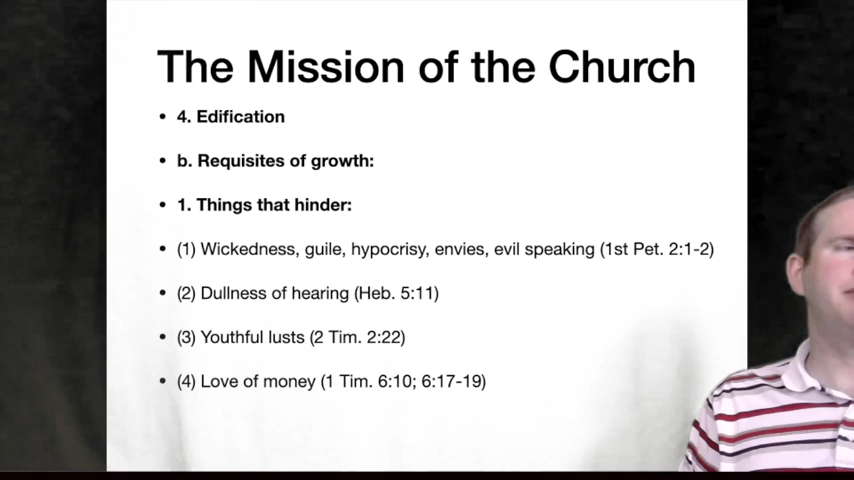 The Mission of the Church
• 4. Edification
• b. Requisites of growth:
• 1. Things that hinder:
• (1) Wickedness, guile, hypocrisy, envies, evil speaking (1st Pet. 2:1-2)
• (2) Dullness of hearing (Heb. 5:11)
• (3) Youthful lusts (2 Tim. 2:22)
• (4) Love of money (1 Tim. 6:10; 6:17-19)